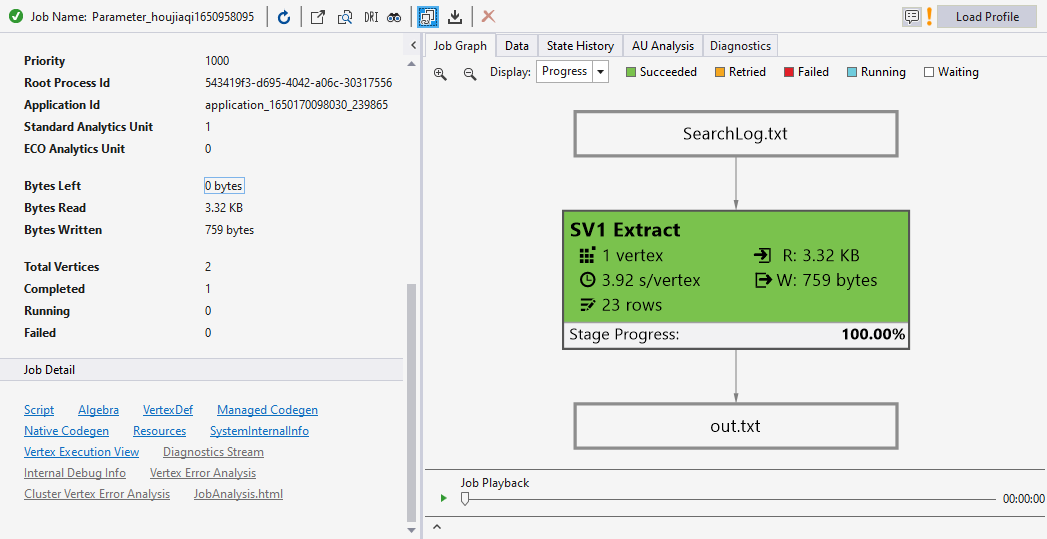 Job Name: Parameter_houjiaqi1650958095
DRI
Load Profile
Priority 1000
Root Process Id 543419f3-d695-4042-a06c-30317556
Application Id application_1650170098030_239865
Standard Analytics Unit 1
ECO Analytics Unit 0
Bytes Left 0 bytes
Bytes Read 3.32 KB
Bytes Written 759 bytes
Total Vertices 2
Completed 1
Running 0
Failed 0
Job Detail
Script Algebra VertexDef Managed Codegen
Native Codegen Resources SystemInternalInfo
Vertex Execution View Diagnostics Stream
Internal Debug Info Vertex Error Analysis
Cluster Vertex Error Analysis JobAnalysis.html
Job Graph Data State History AU Analysis Diagnostics
Display: Progress Succeeded Retried Failed Running Waiting
SearchLog.txt
SV1 Extract
1 vertex R: 3.32 KB
3.92 s/vertex W: 759 bytes
23 rows
Stage Progress: 100.00%
out.txt
Job Playback
00:00:00